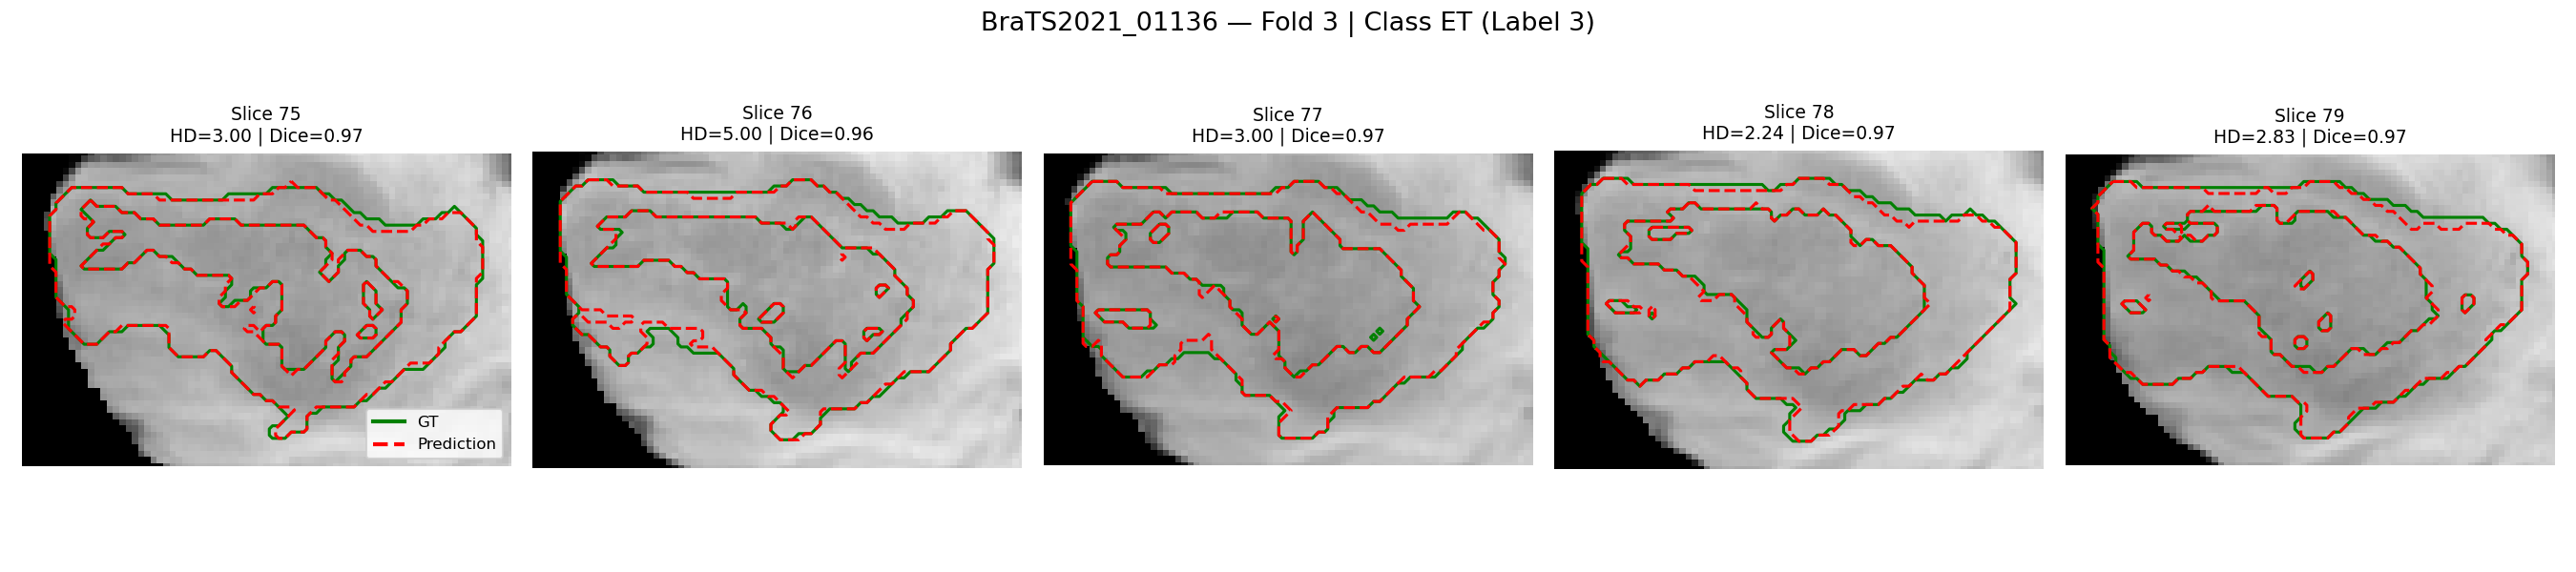 BraTS2021_01136 — Fold 3 | Class ET (Label 3)
Slice 75
HD=3.00 | Dice=0.97
Slice 76
HD=5.00 | Dice=0.96
Slice 77
HD=3.00 | Dice=0.97
Slice 78
HD=2.24 | Dice=0.97
Slice 79
HD=2.83 | Dice=0.97
GT
Prediction